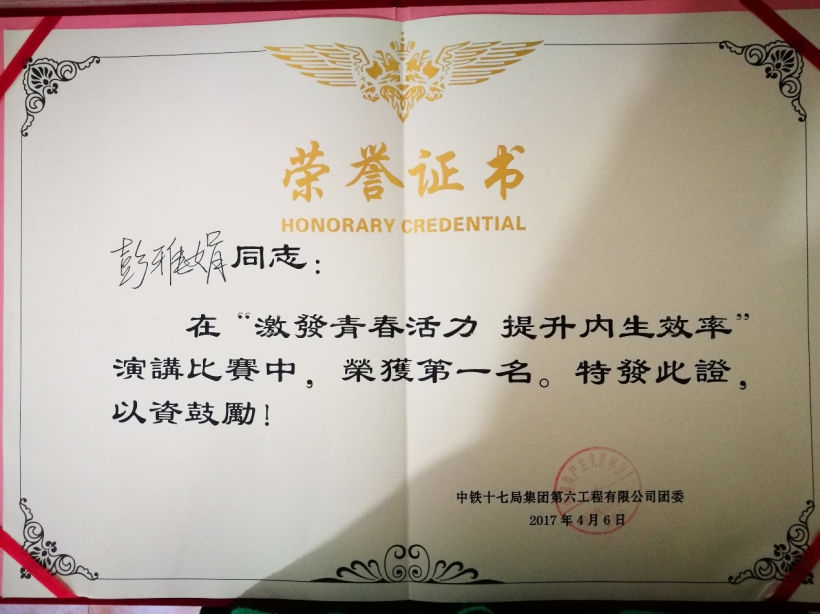 荣誉证书
HONORARY CREDENTIAL
彭雅娟同志：
在“激發青春活力 提升内生效率”
演講比賽中，榮獲第一名。特發此證，
以資鼓勵！
中铁十七局集团第六工程有限公司团委
2017年4月6日